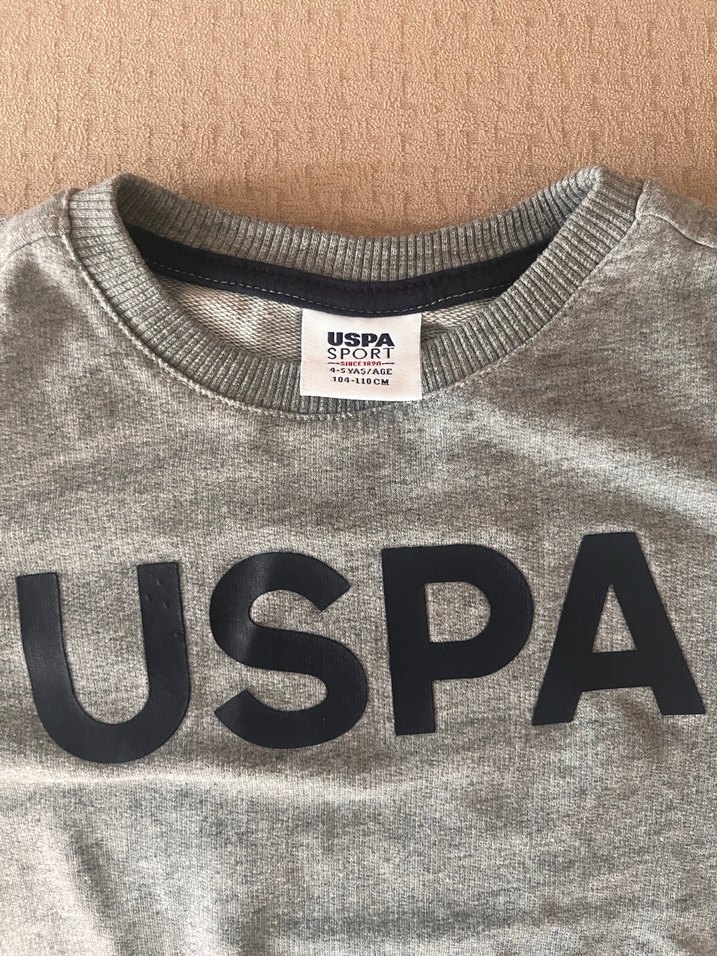 USPA
SPORT
SINCE 1890
4-5 YAŞ/AGE
104-110 CM
USPA